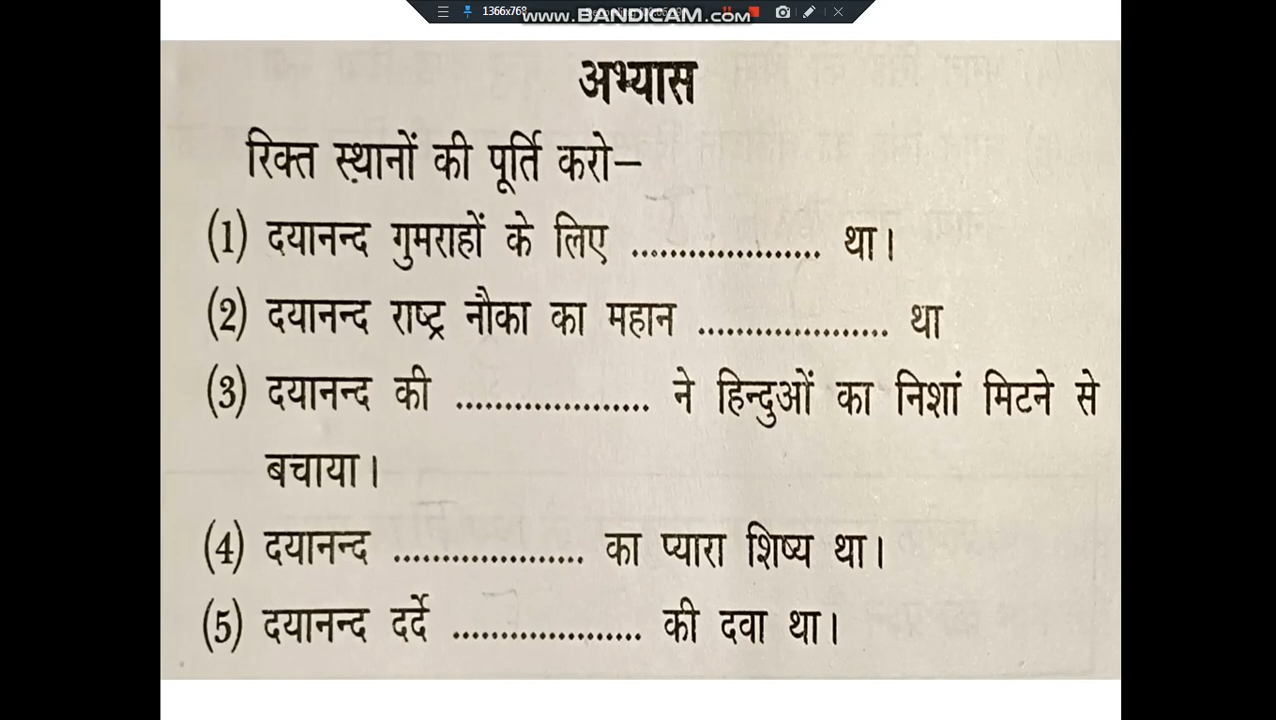 1366x768
www.BANDICAM.com
अभ्यास
रिक्त स्थानों की पूर्ति करो–
(1) दयानन्द गुमराहों के लिए .................... था।
(2) दयानन्द राष्ट्र नौका का महान .................... था
(3) दयानन्द की .................... ने हिन्दुओं का निशां मिटने से
बचाया।
(4) दयानन्द .................... का प्यारा शिष्य था।
(5) दयानन्द दर्दे .................... की दवा था।